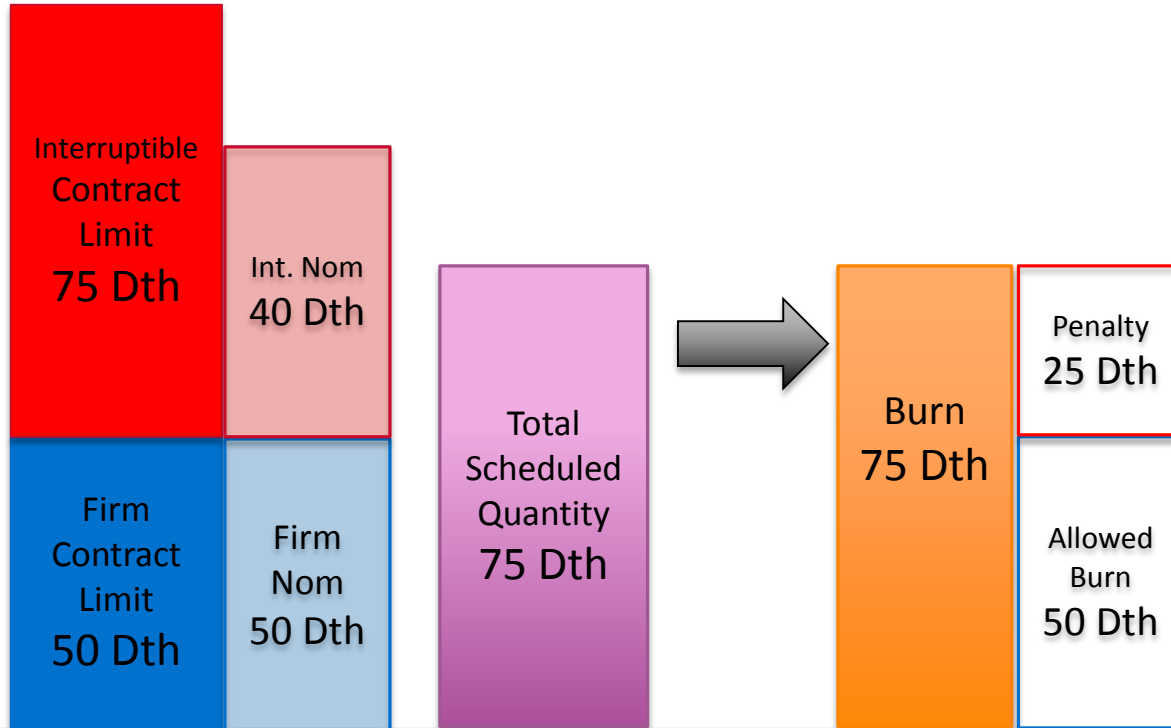 Interruptible
Contract
Limit
75 Dth
Int. Nom
40 Dth
Firm
Contract
Limit
50 Dth
Firm
Nom
50 Dth
Total
Scheduled
Quantity
75 Dth
Burn
75 Dth
Penalty
25 Dth
Allowed
Burn
50 Dth